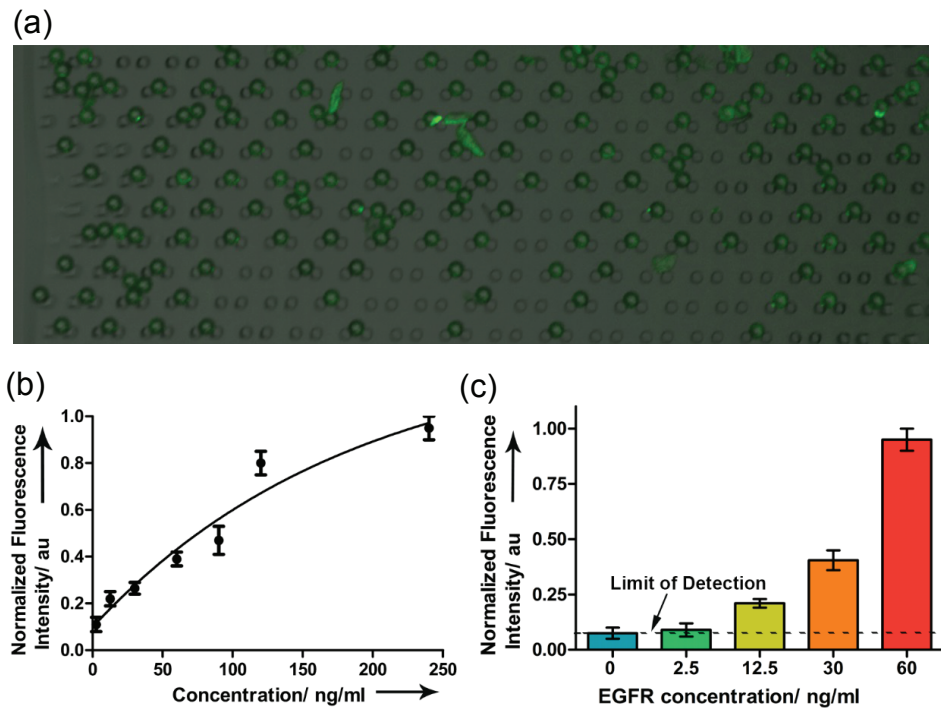 (a)
(b)
Normalized Fluorescence
Intensity/ au
1.0
0.8
0.6
0.4
0.2
0.0
0
50
100
150
200
250
Concentration/ ng/ml
(c)
Normalized Fluorescence
Intensity/ au
1.00
0.75
0.50
0.25
0.00
Limit of Detection
0
2.5
12.5
30
60
EGFR concentration/ ng/ml